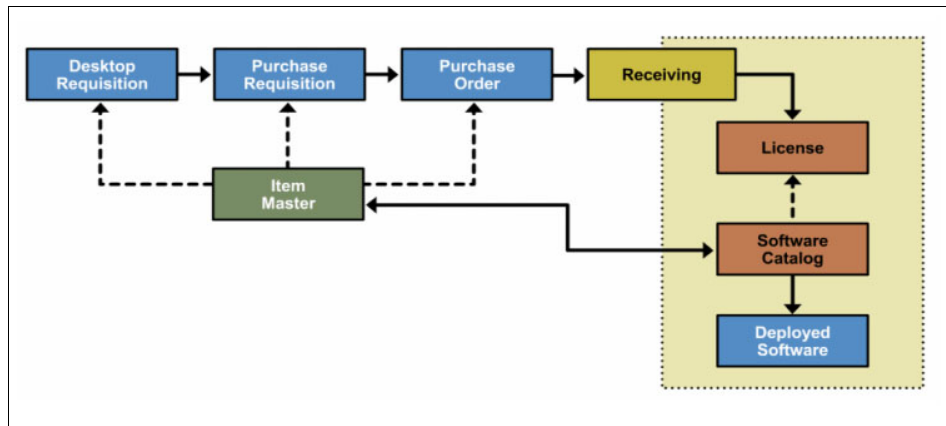 Desktop
Requisition
Purchase
Requisition
Purchase
Order
Receiving
License
Item
Master
Software
Catalog
Deployed
Software